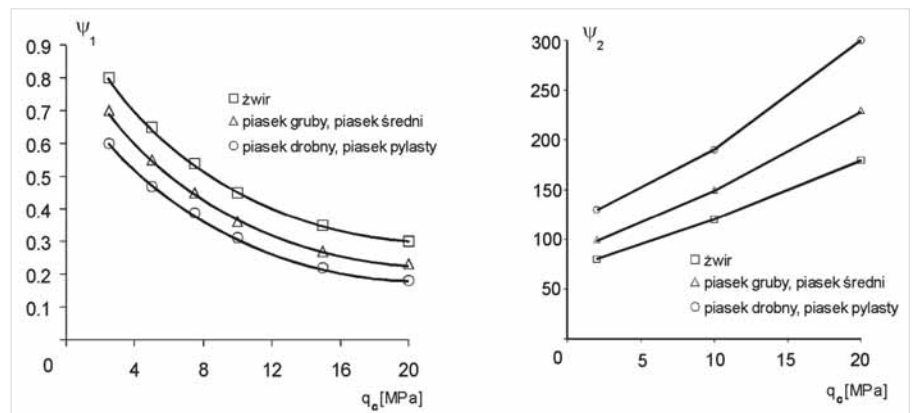 ψ₁
0.9
0.8
0.7
0.6
0.5
0.4
0.3
0.2
0.1
0
4
8
12
16
20
q꜀[MPa]
żwir
piasek gruby, piasek średni
piasek drobny, piasek pylasty
ψ₂
300
250
200
150
100
50
0
5
10
15
20
q꜀[MPa]
żwir
piasek gruby, piasek średni
piasek drobny, piasek pylasty